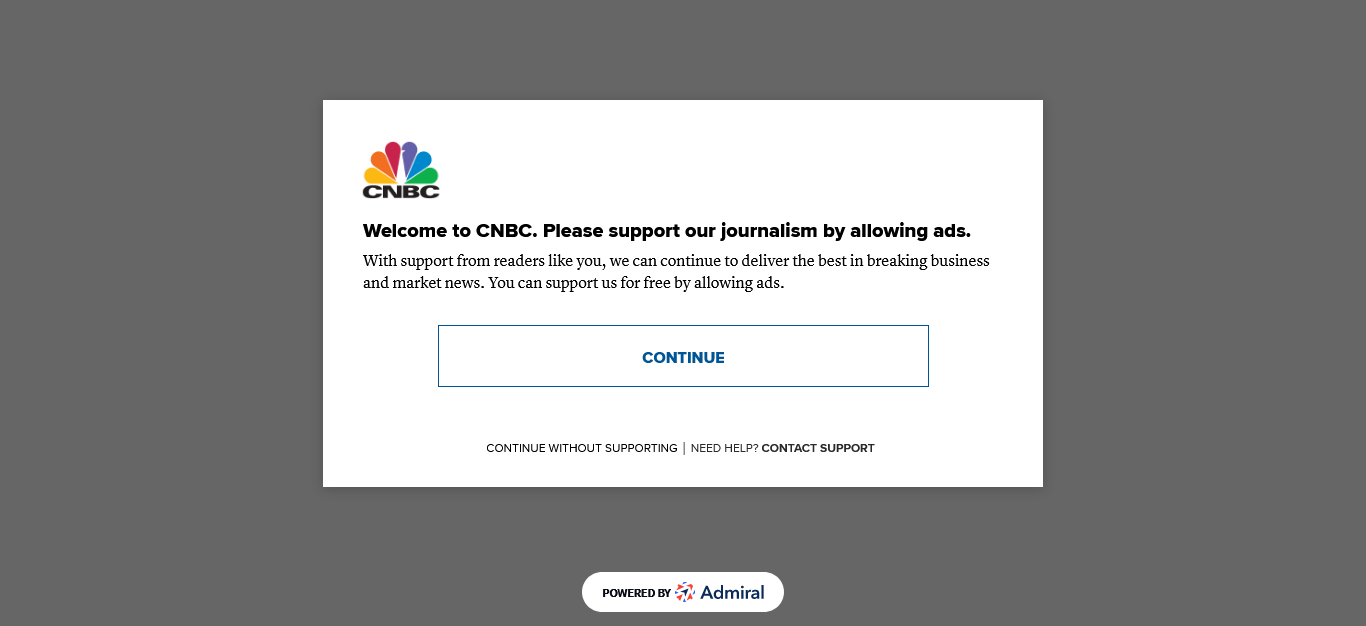 CNBC
Welcome to CNBC. Please support our journalism by allowing ads.
With support from readers like you, we can continue to deliver the best in breaking business
and market news. You can support us for free by allowing ads.
CONTINUE
CONTINUE WITHOUT SUPPORTING | NEED HELP? CONTACT SUPPORT
POWERED BY Admiral